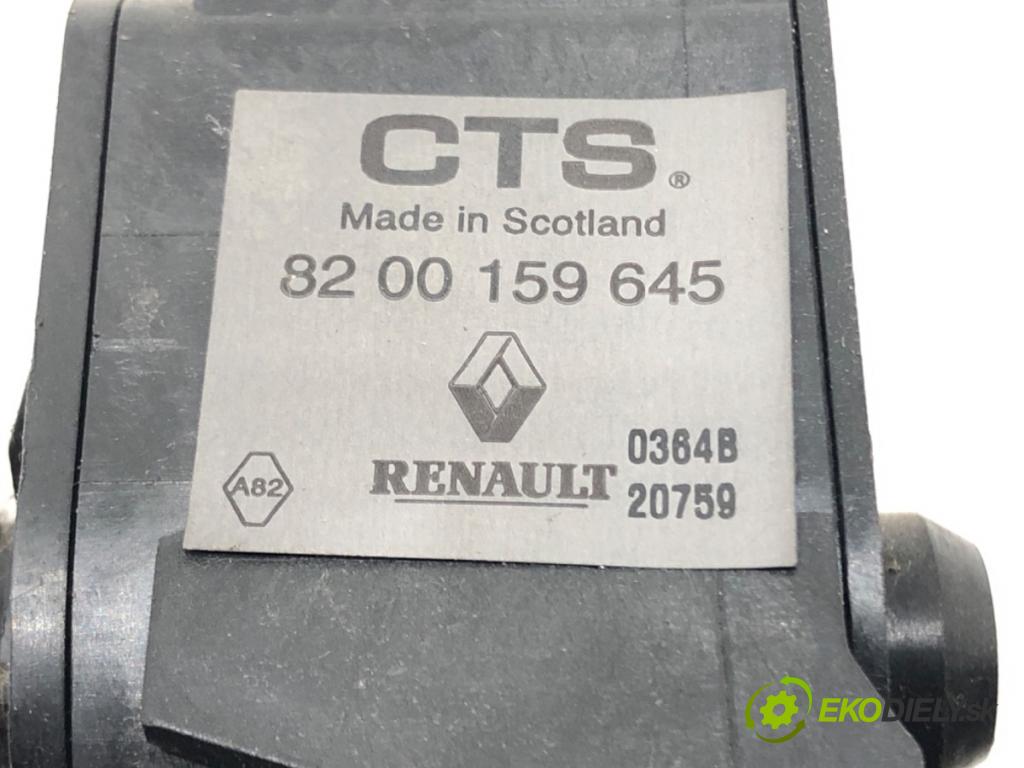 CTS®
Made in Scotland
82 00 159 645
A82
RENAULT
0364B
20759
EKODIELY.sk